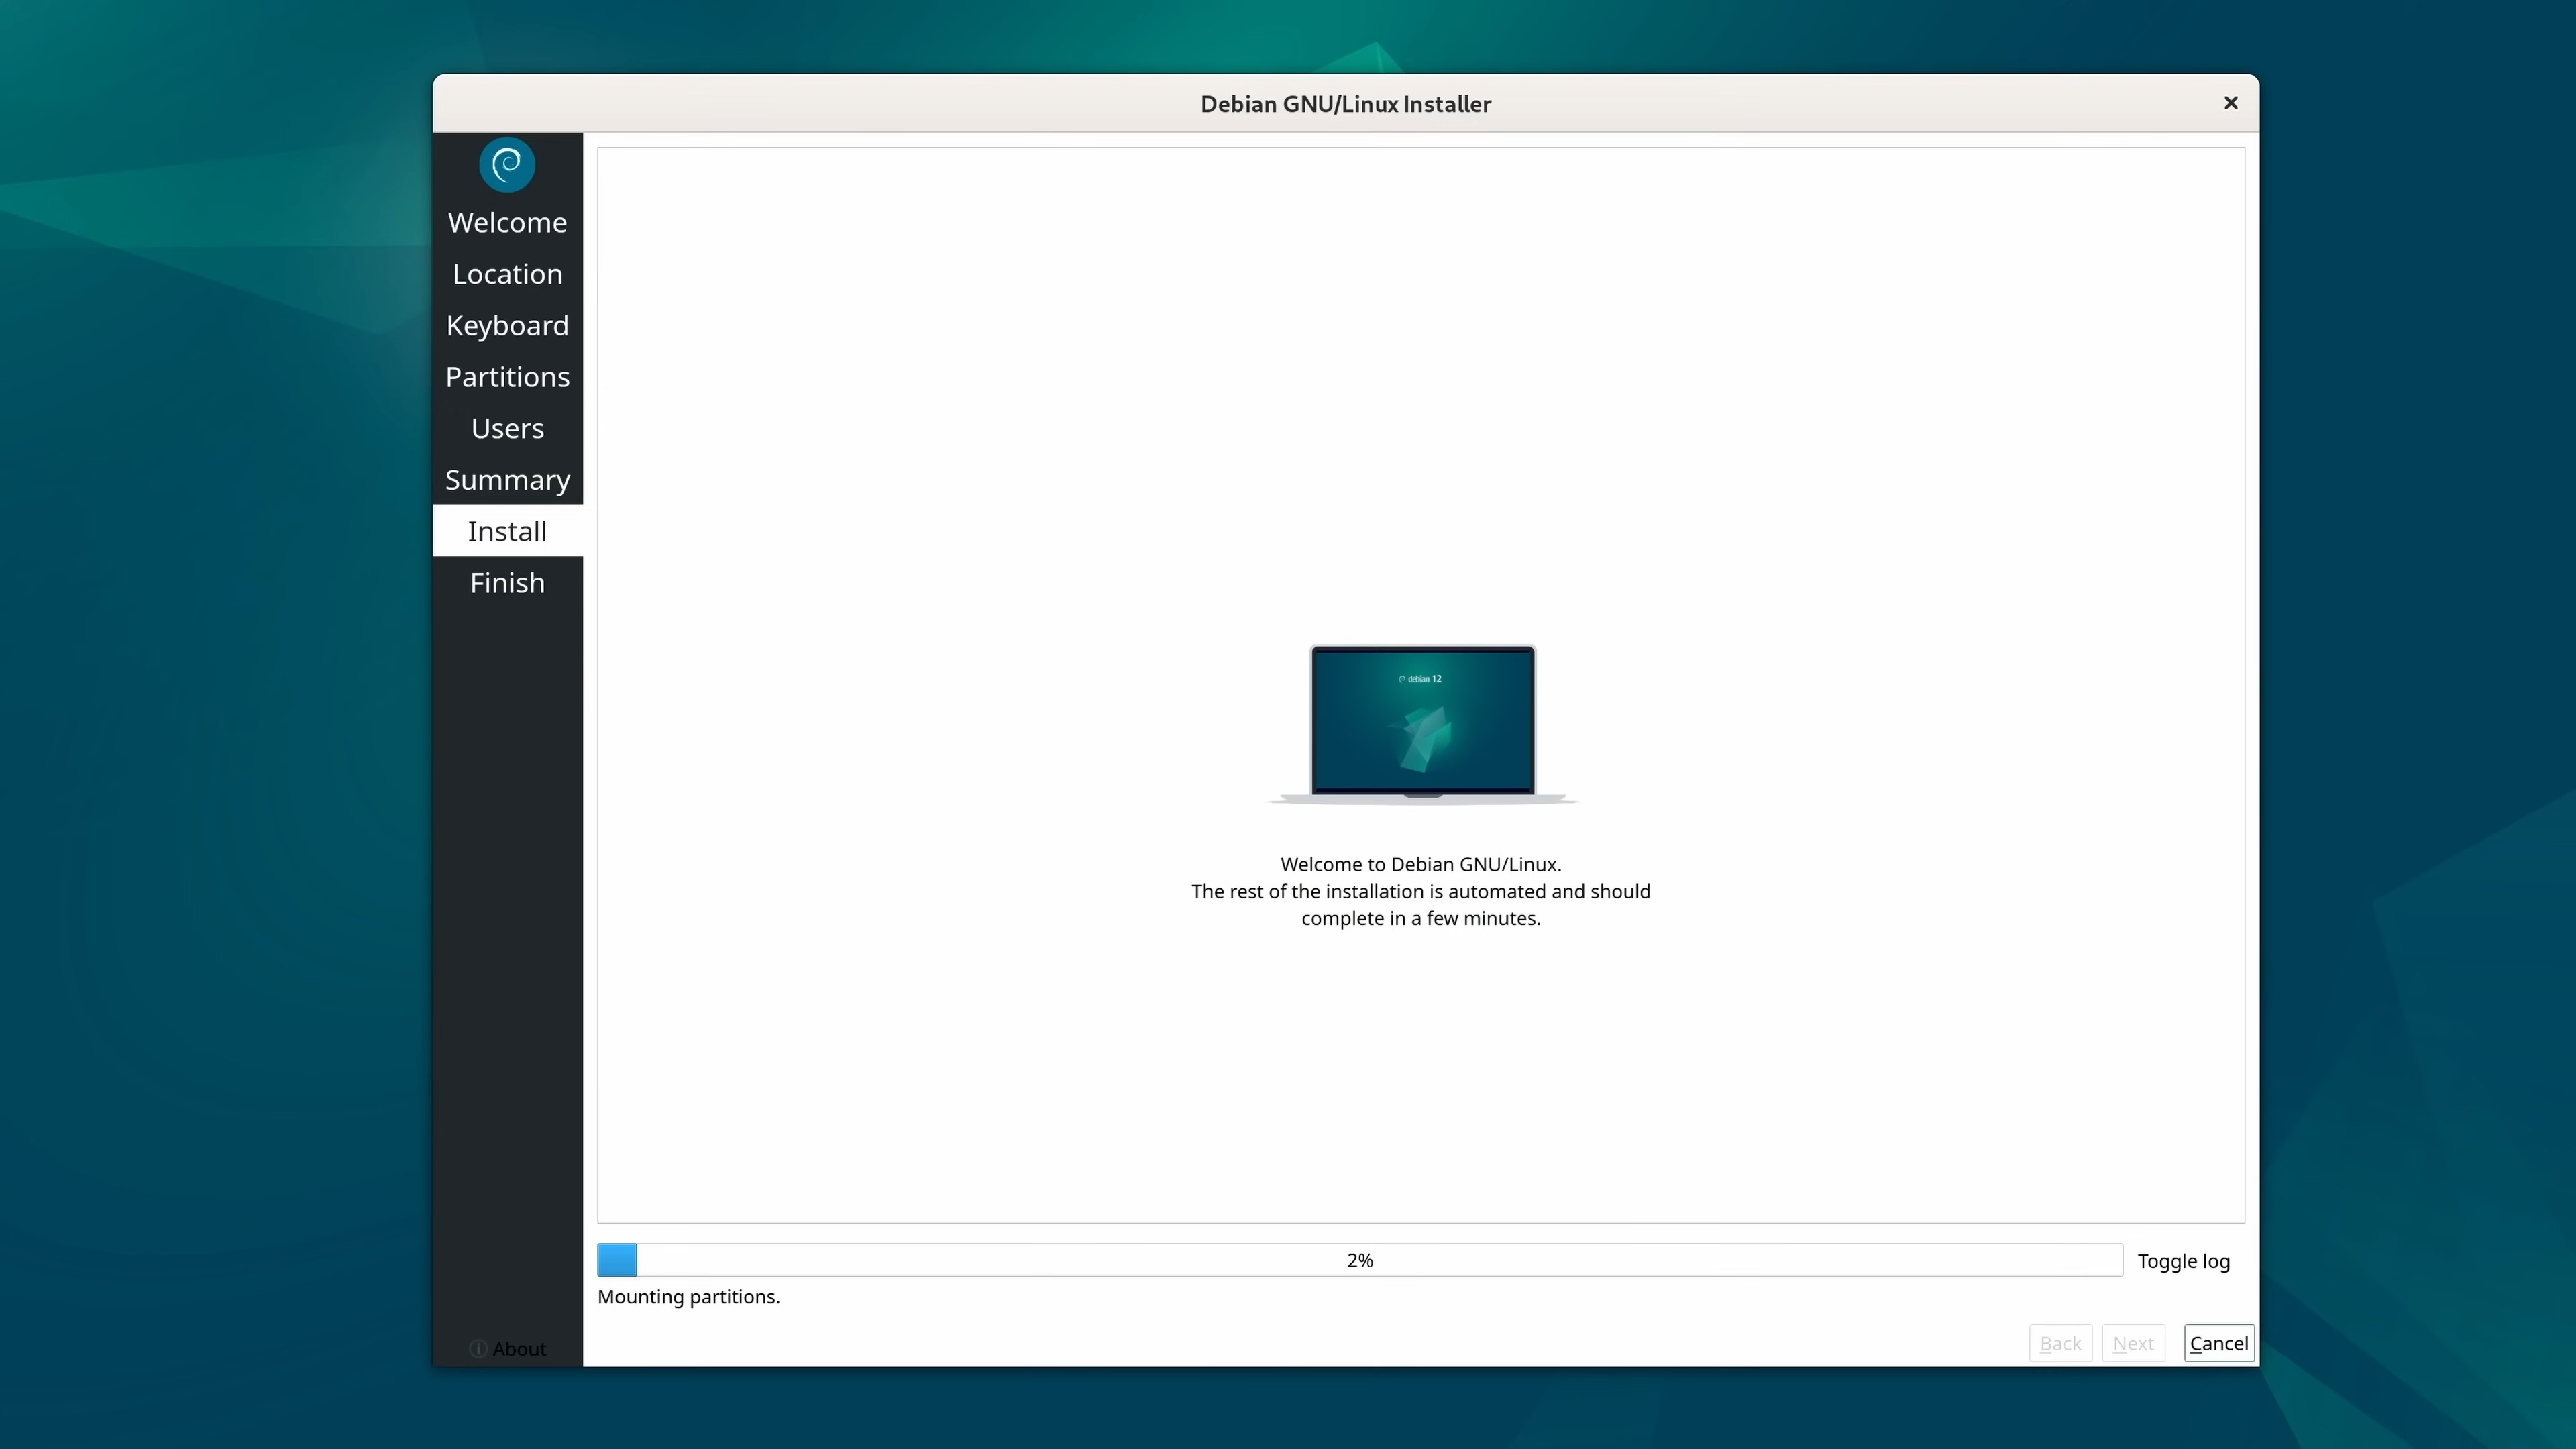 Debian GNU/Linux Installer
Welcome
Location
Keyboard
Partitions
Users
Summary
Install
Finish
debian 12
Welcome to Debian GNU/Linux.
The rest of the installation is automated and should
complete in a few minutes.
2%
Toggle log
Mounting partitions.
About
Back
Next
Cancel